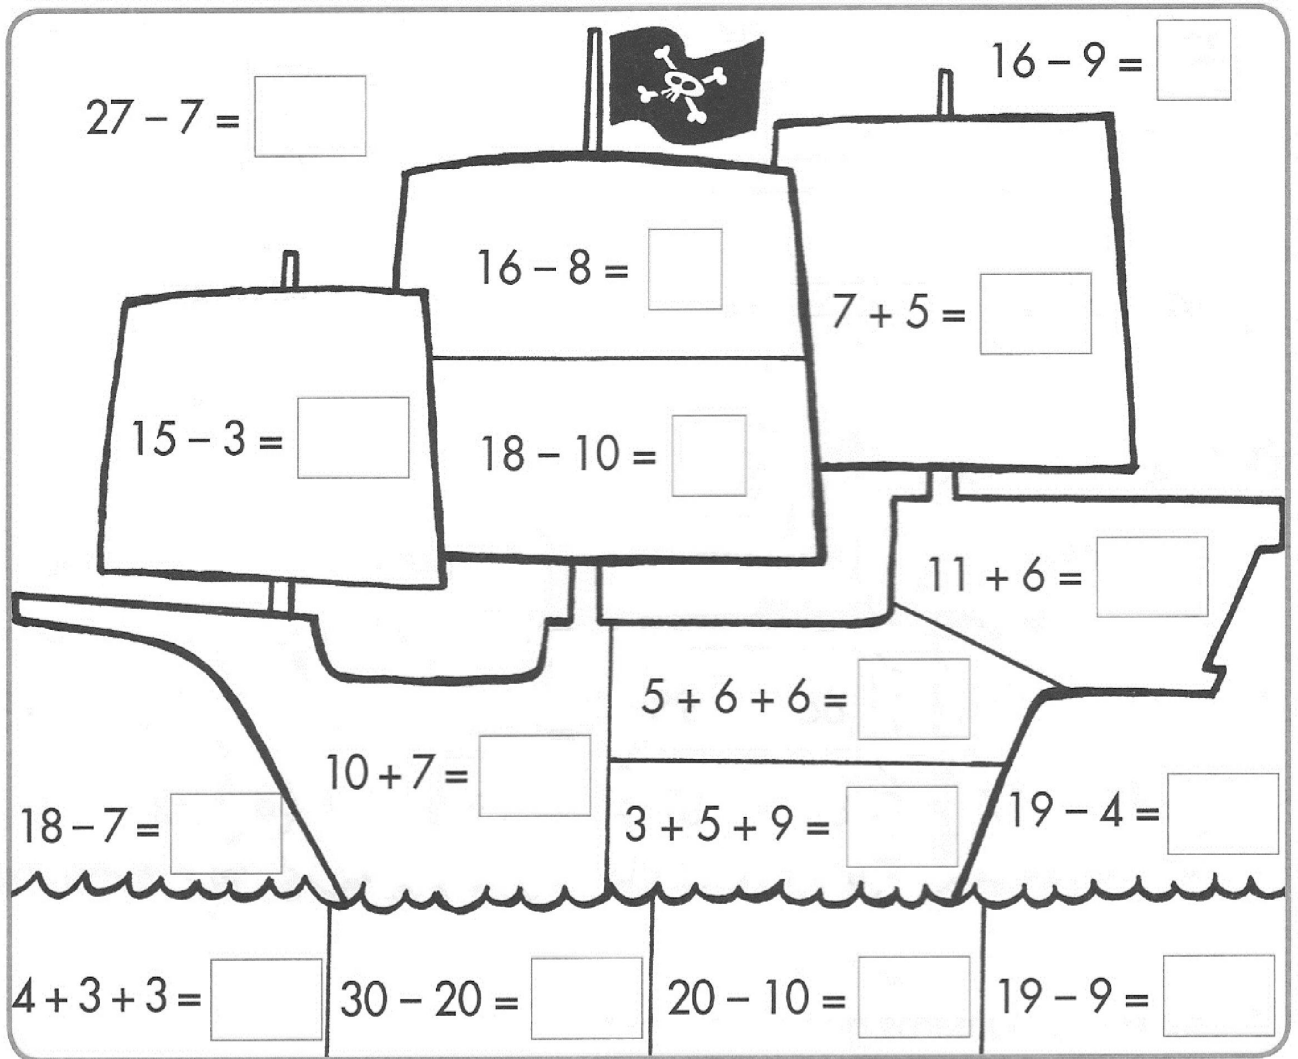 16 – 9 =
27 – 7 =
16 – 8 =
7 + 5 =
15 – 3 =
18 – 10 =
11 + 6 =
5 + 6 + 6 =
10 + 7 =
18 – 7 =
3 + 5 + 9 =
19 – 4 =
4 + 3 + 3 =
30 – 20 =
20 – 10 =
19 – 9 =